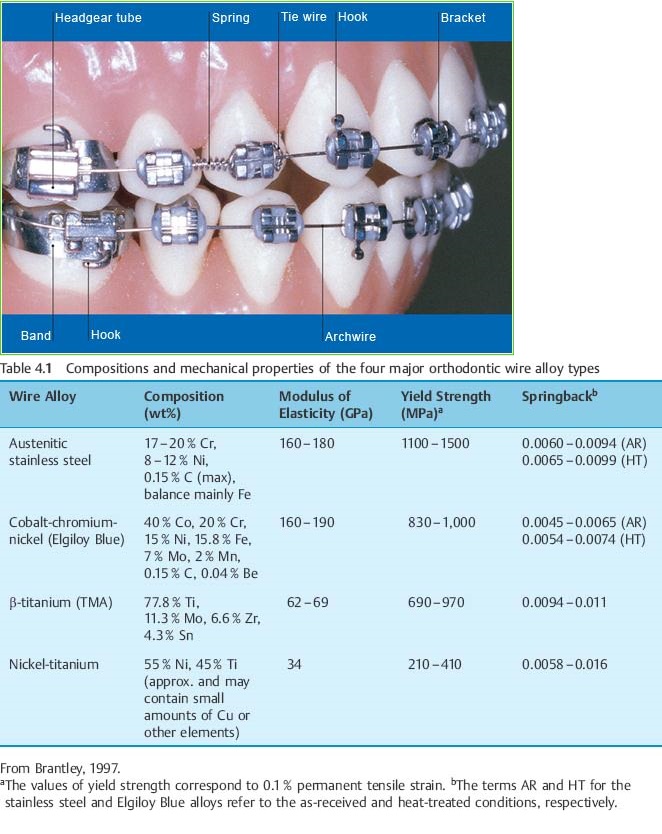 Headgear tube Spring Tie wire Hook Bracket
Band Hook Archwire
Table 4.1 Compositions and mechanical properties of the four major orthodontic wire alloy types
Wire Alloy Composition (wt%) Modulus of Elasticity (GPa) Yield Strength (MPa)ᵃ Springbackᵇ
Austenitic stainless steel 17–20% Cr, 8–12% Ni, 0.15% C (max), balance mainly Fe 160–180 1100–1500 0.0060–0.0094 (AR) 0.0065–0.0099 (HT)
Cobalt-chromium-nickel (Elgiloy Blue) 40% Co, 20% Cr, 15% Ni, 15.8% Fe, 7% Mo, 2% Mn, 0.15% C, 0.04% Be 160–190 830–1,000 0.0045–0.0065 (AR) 0.0054–0.0074 (HT)
β-titanium (TMA) 77.8% Ti, 11.3% Mo, 6.6% Zr, 4.3% Sn 62–69 690–970 0.0094–0.011
Nickel-titanium 55% Ni, 45% Ti (approx. and may contain small amounts of Cu or other elements) 34 210–410 0.0058–0.016
From Brantley, 1997.
ᵃThe values of yield strength correspond to 0.1% permanent tensile strain. ᵇThe terms AR and HT for the
stainless steel and Elgiloy Blue alloys refer to the as-received and heat-treated conditions, respectively.